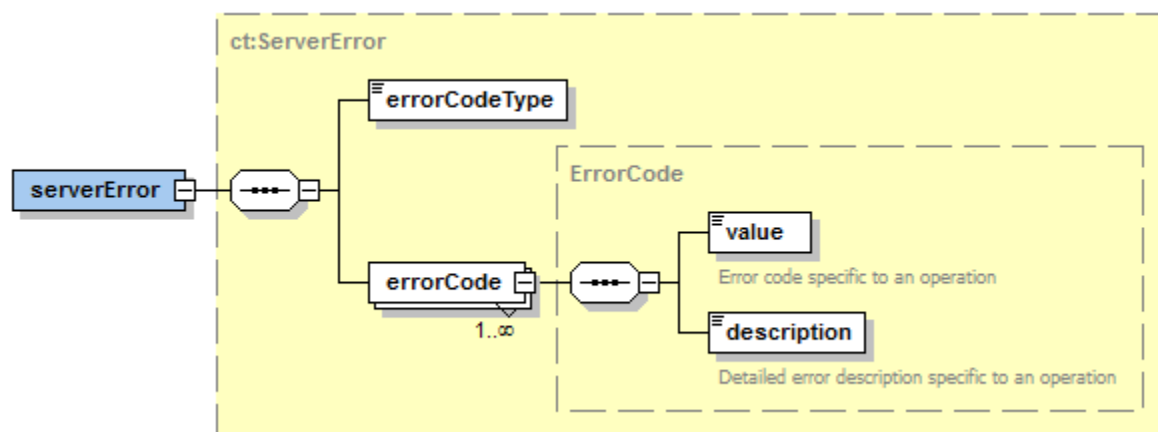 ct:ServerError
errorCodeType
ErrorCode
serverError
value
Error code specific to an operation
errorCode
1..∞
description
Detailed error description specific to an operation